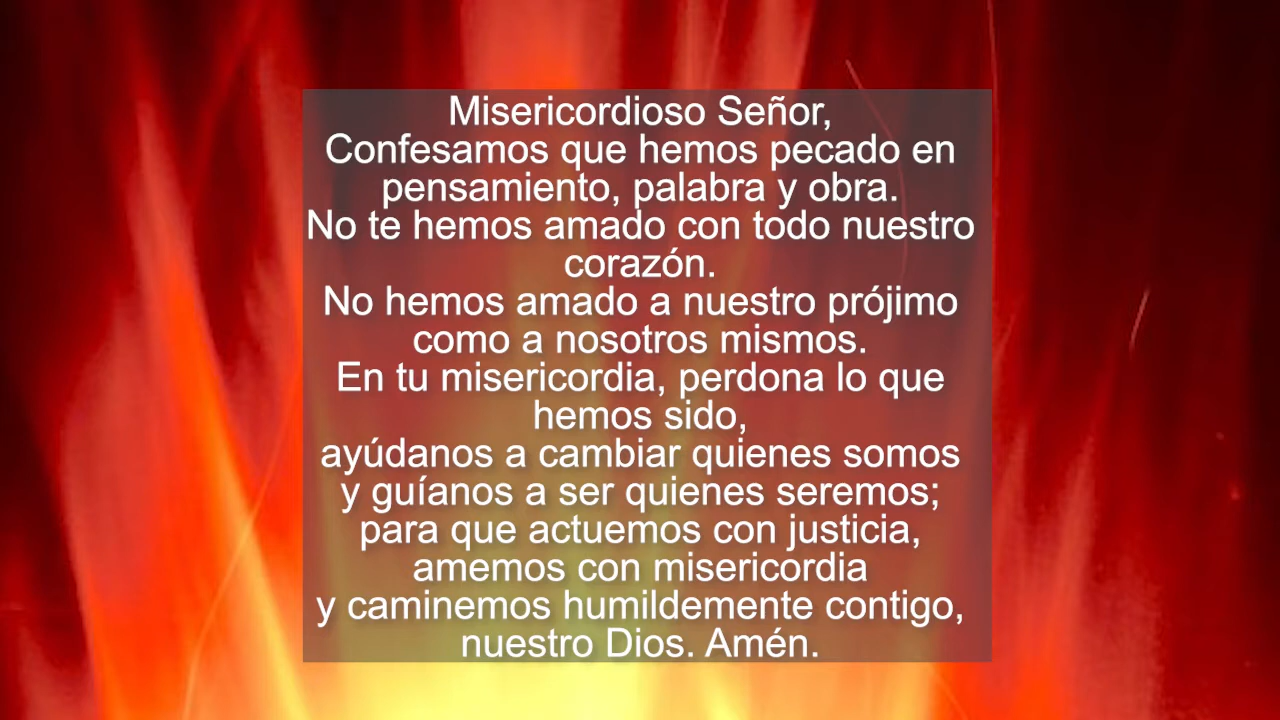 Misericordioso Señor,
Confesamos que hemos pecado en
pensamiento, palabra y obra.
No te hemos amado con todo nuestro
corazón.
No hemos amado a nuestro prójimo
como a nosotros mismos.
En tu misericordia, perdona lo que
hemos sido,
ayúdanos a cambiar quienes somos
y guíanos a ser quienes seremos;
para que actuemos con justicia,
amemos con misericordia
y caminemos humildemente contigo,
nuestro Dios. Amén.